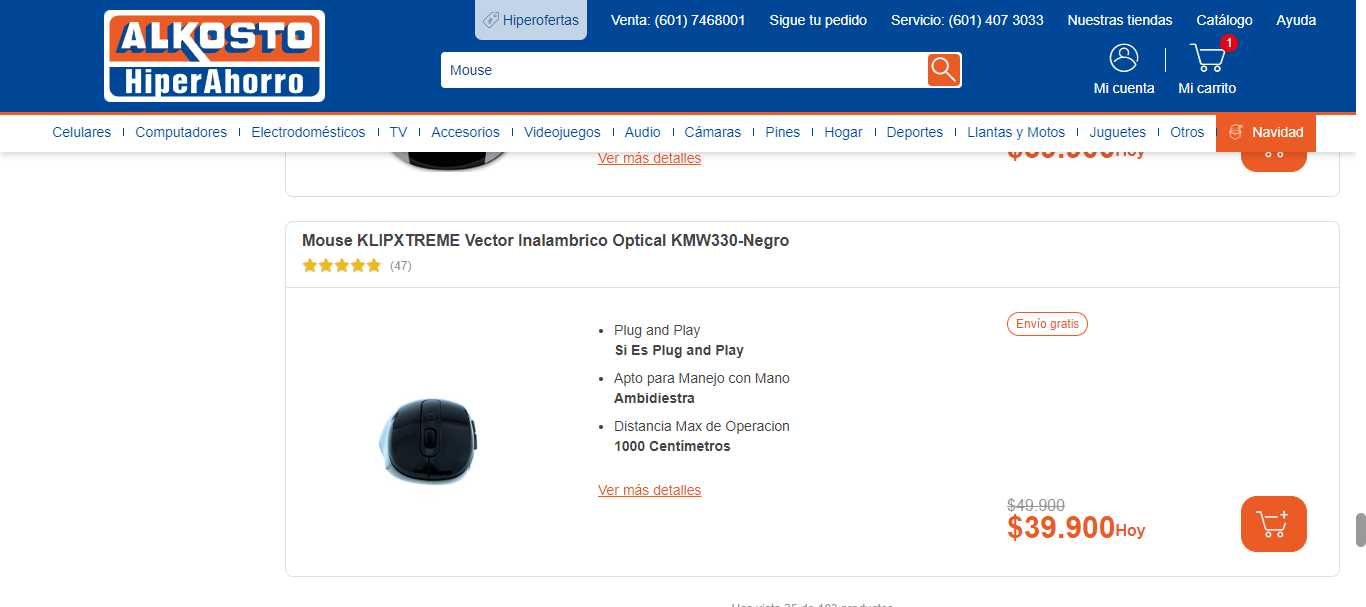 ALKOSTO
HiperAhorro
Hiperofertas
Venta: (601) 7468001
Sigue tu pedido
Servicio: (601) 407 3033
Nuestras tiendas
Catálogo
Ayuda
Mouse
Mi cuenta
1
Mi carrito
Celulares
Computadores
Electrodomésticos
TV
Accesorios
Videojuegos
Audio
Cámaras
Pines
Hogar
Deportes
Llantas y Motos
Juguetes
Otros
Navidad
Ver más detalles
Hoy
Mouse KLIPXTREME Vector Inalambrico Optical KMW330-Negro
(47)
Plug and Play
Si Es Plug and Play
Apto para Manejo con Mano
Ambidiestra
Distancia Max de Operacion
1000 Centímetros
Ver más detalles
Envío gratis
$49.900
$39.900Hoy